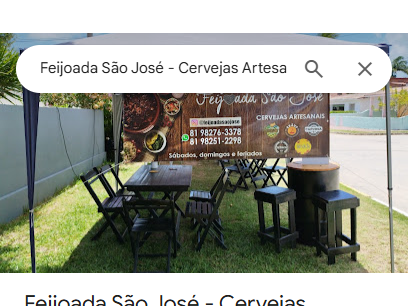 Feijoada São José - Cervejas Artesa
Feijoada São José
CERVEJAS ARTESANAIS
@feijoadasaojose
81 98276-3378
81 98251-2298
Sábados, domingos e feriados
Feijoada São José - Cervejas